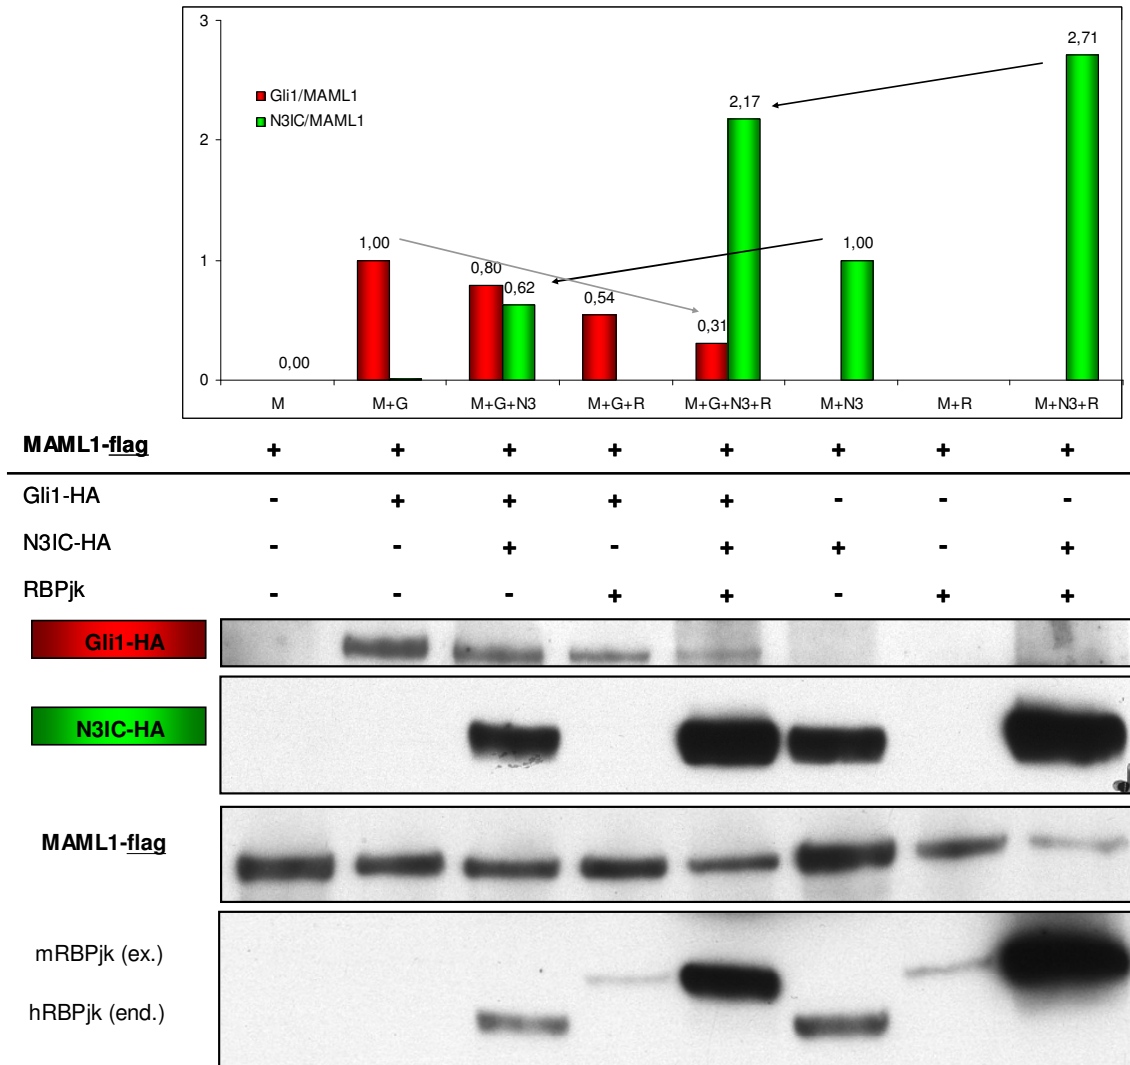 3
2,71
2,17
Gli1/MAML1
N3IC/MAML1
2
1,00
1,00
0,80
0,62
1
0,54
0,31
0,00
0
M M+G M+G+N3 M+G+R M+G+N3+R M+N3 M+R M+N3+R
MAML1-flag + + + + + + + +
Gli1-HA - + + + + - - -
N3IC-HA - - + - + + - +
RBPjk - - - + + - + +
Gli1-HA
N3IC-HA
MAML1-flag
mRBPjk (ex.)
hRBPjk (end.)